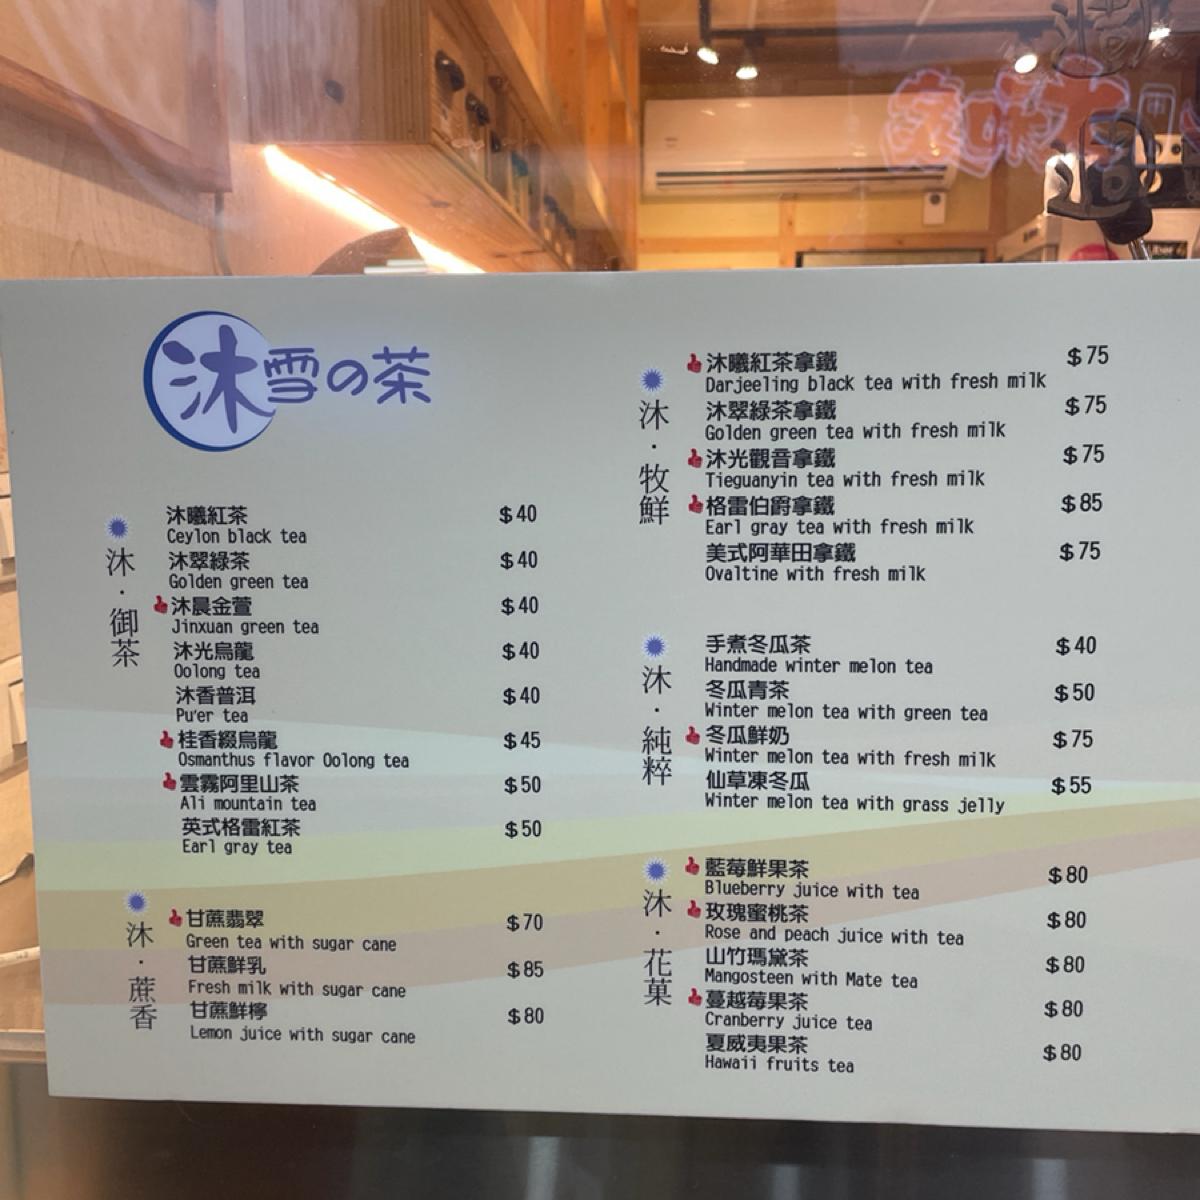 沐雪の茶
沐・御茶
沐曦紅茶 $40
Ceylon black tea
沐翠綠茶 $40
Golden green tea
沐晨金萱 $40
Jinxuan green tea
沐光烏龍 $40
Oolong tea
沐香普洱 $40
Pu'er tea
桂香綴烏龍 $45
Osmanthus flavor Oolong tea
雲霧阿里山茶 $50
Ali mountain tea
英式格雷紅茶 $50
Earl gray tea
沐・蔗香
甘蔗翡翠 $70
Green tea with sugar cane
甘蔗鮮乳 $85
Fresh milk with sugar cane
甘蔗鮮檸 $80
Lemon juice with sugar cane
沐・牧鮮
沐曦紅茶拿鐵 $75
Darjeeling black tea with fresh milk
沐翠綠茶拿鐵 $75
Golden green tea with fresh milk
沐光觀音拿鐵 $75
Tieguanyin tea with fresh milk
格雷伯爵拿鐵 $85
Earl gray tea with fresh milk
美式阿華田拿鐵 $75
Ovaltine with fresh milk
沐・純粹
手煮冬瓜茶 $40
Handmade winter melon tea
冬瓜青茶 $50
Winter melon tea with green tea
冬瓜鮮奶 $75
Winter melon tea with fresh milk
仙草凍冬瓜 $55
Winter melon tea with grass jelly
沐・花菓
藍莓鮮果茶 $80
Blueberry juice with tea
玫瑰蜜桃茶 $80
Rose and peach juice with tea
山竹瑪黛茶 $80
Mangosteen with Mate tea
蔓越莓果茶 $80
Cranberry juice tea
夏威夷果茶 $80
Hawaii fruits tea